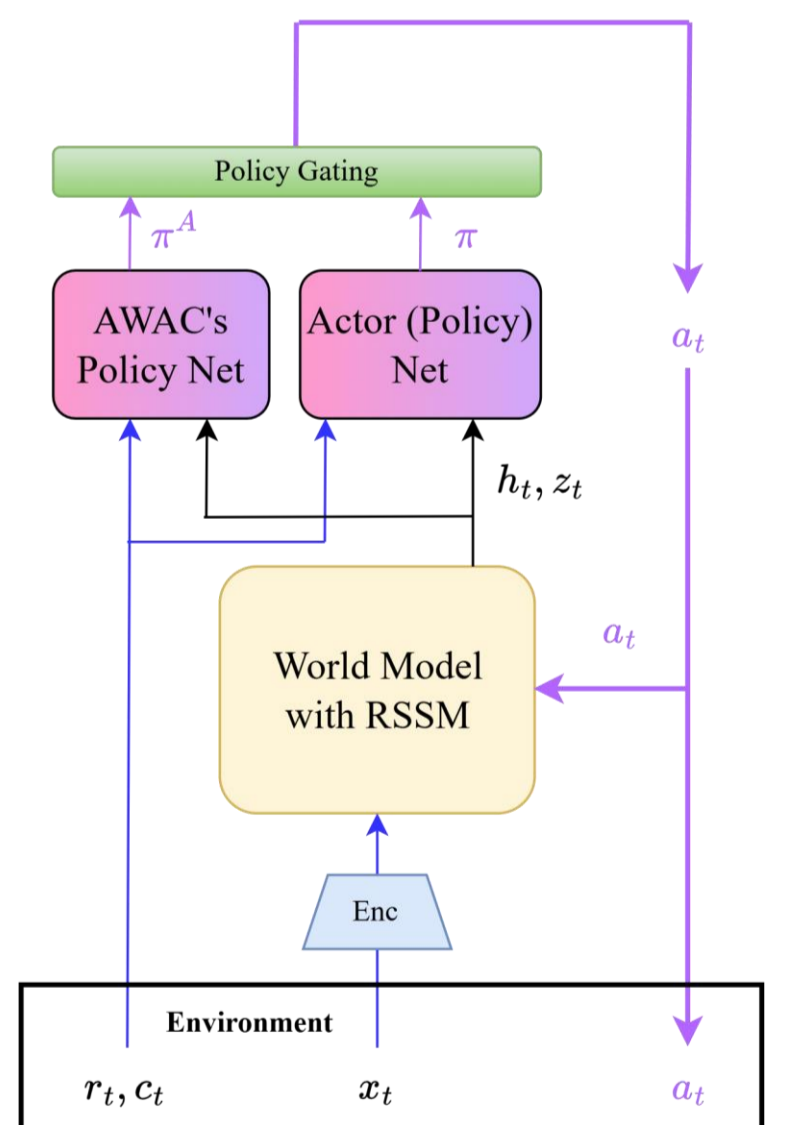 Policy Gating
π^A
π
AWAC's
Policy Net
Actor (Policy)
Net
a_t
h_t, z_t
a_t
World Model
with RSSM
Enc
Environment
r_t, c_t
x_t
a_t